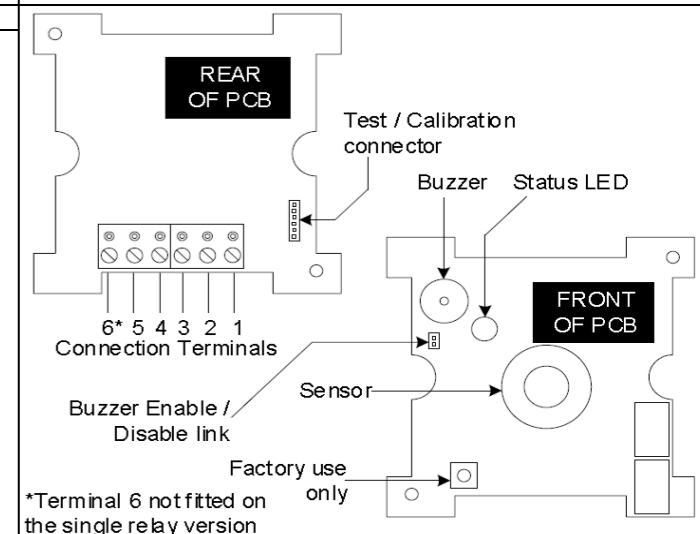 REAR
OF PCB
Test / Calibration
connector
Buzzer
Status LED
FRONT
OF PCB
6* 5 4 3 2 1
Connection Terminals
Sensor
Buzzer Enable /
Disable link
Factory use
only
*Terminal 6 not fitted on
the single relay version